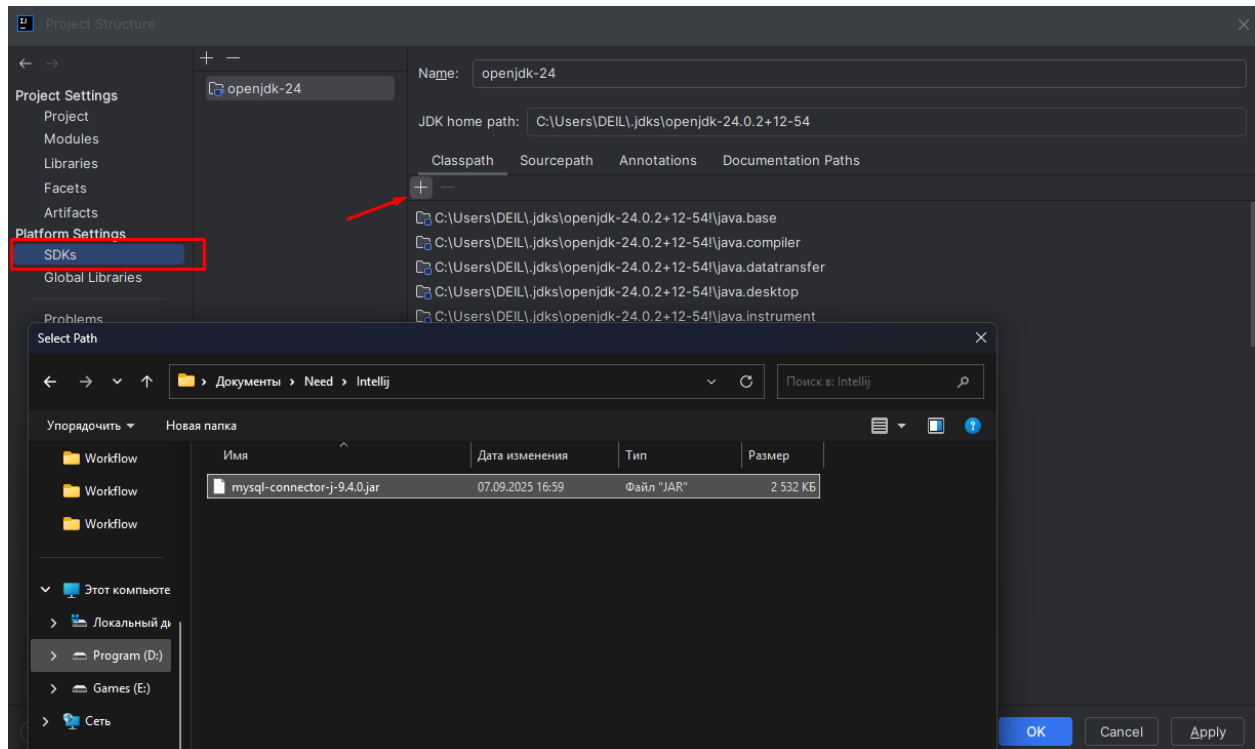 Project Structure
Project Settings
Project
Modules
Libraries
Facets
Artifacts
Platform Settings
SDKs
Global Libraries
Problems
openjdk-24
Name: openjdk-24
JDK home path: C:\Users\DEIL\.jdks\openjdk-24.0.2+12-54
Classpath Sourcepath Annotations Documentation Paths
C:\Users\DEIL\.jdks\openjdk-24.0.2+12-54!\java.base
C:\Users\DEIL\.jdks\openjdk-24.0.2+12-54!\java.compiler
C:\Users\DEIL\.jdks\openjdk-24.0.2+12-54!\java.datatransfer
C:\Users\DEIL\.jdks\openjdk-24.0.2+12-54!\java.desktop
C:\Users\DEIL\.jdks\openjdk-24.0.2+12-54!\java.instrument
Select Path
Документы › Need › Intellij
Поиск в: Intellij
Упорядочить Новая папка
Workflow
Workflow
Workflow
Этот компьюте
Локальный ди
Program (D:)
Games (E:)
Сеть
Имя Дата изменения Тип Размер
mysql-connector-j-9.4.0.jar 07.09.2025 16:59 Файл "JAR" 2 532 КБ
OK Cancel Apply